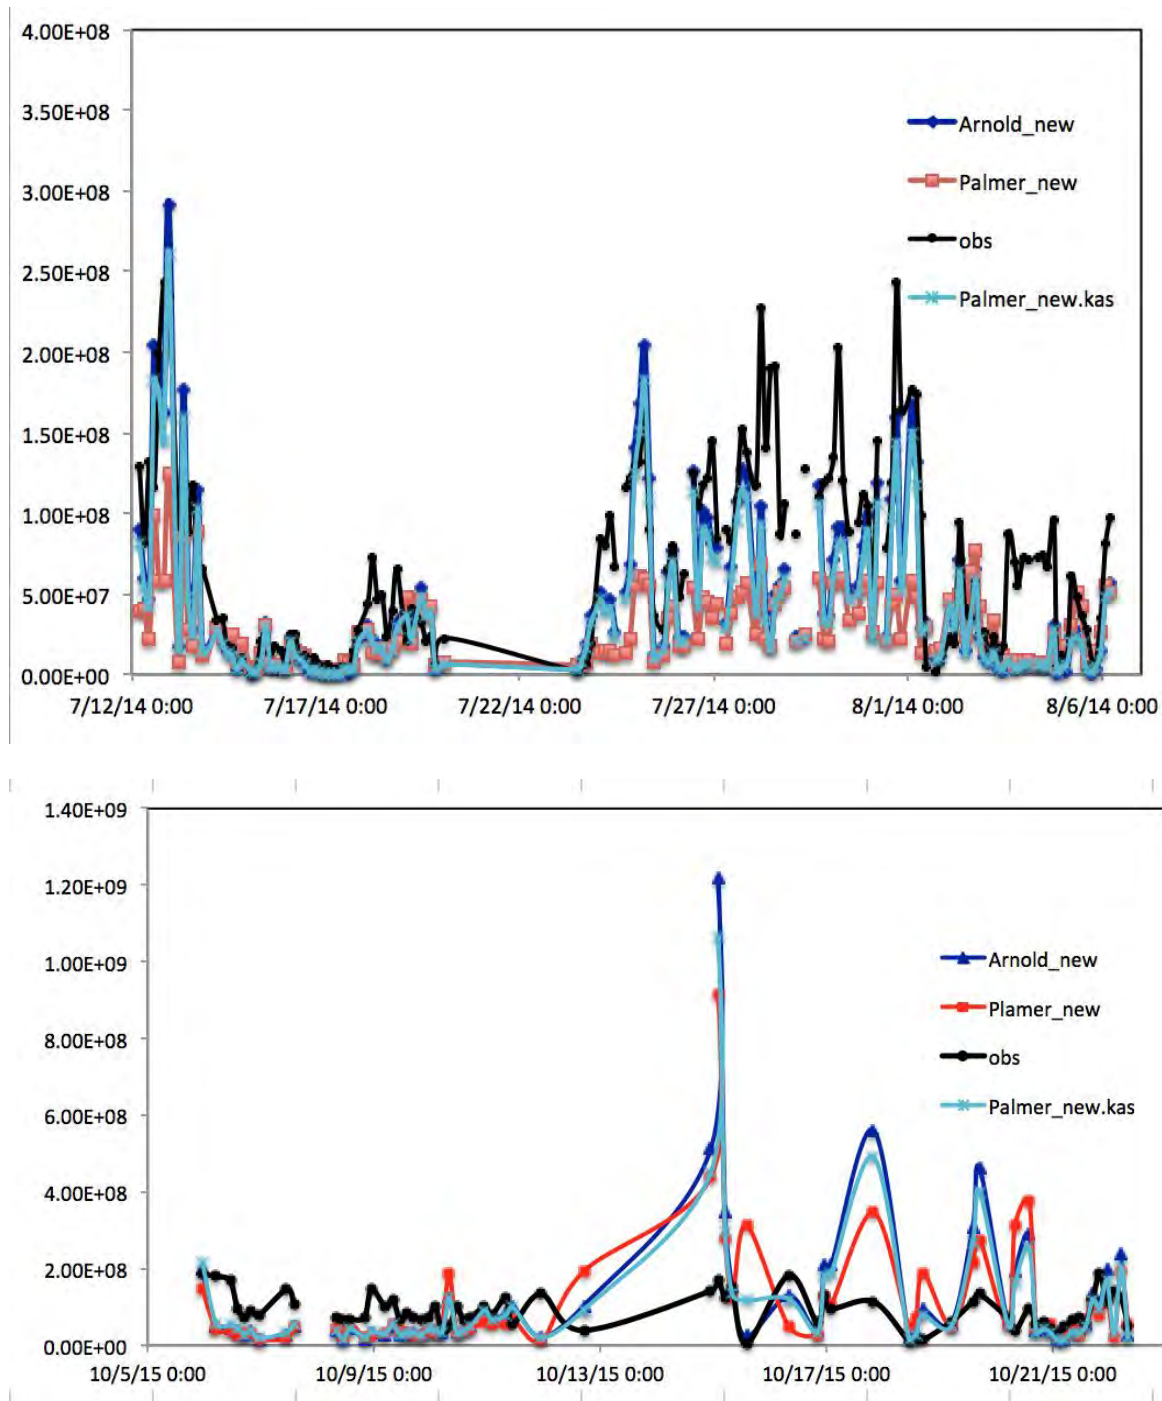 4.00E+08
3.50E+08
3.00E+08
2.50E+08
2.00E+08
1.50E+08
1.00E+08
5.00E+07
0.00E+00
Arnold_new
Palmer_new
obs
Palmer_new.kas
7/12/14 0:00 7/17/14 0:00 7/22/14 0:00 7/27/14 0:00 8/1/14 0:00 8/6/14 0:00
1.40E+09
1.20E+09
1.00E+09
8.00E+08
6.00E+08
4.00E+08
2.00E+08
0.00E+00
Arnold_new
Plamer_new
obs
Palmer_new.kas
10/5/15 0:00 10/9/15 0:00 10/13/15 0:00 10/17/15 0:00 10/21/15 0:00